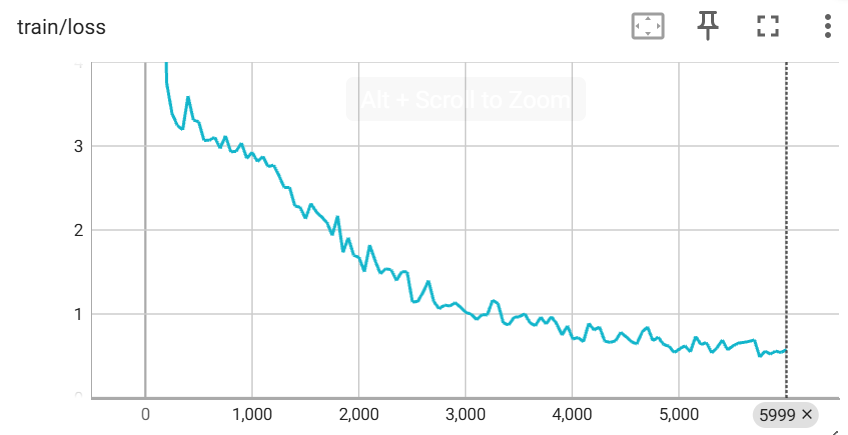 train/loss
Alt + Scroll to Zoom
3
2
1
0 1,000 2,000 3,000 4,000 5,000 5999 ×